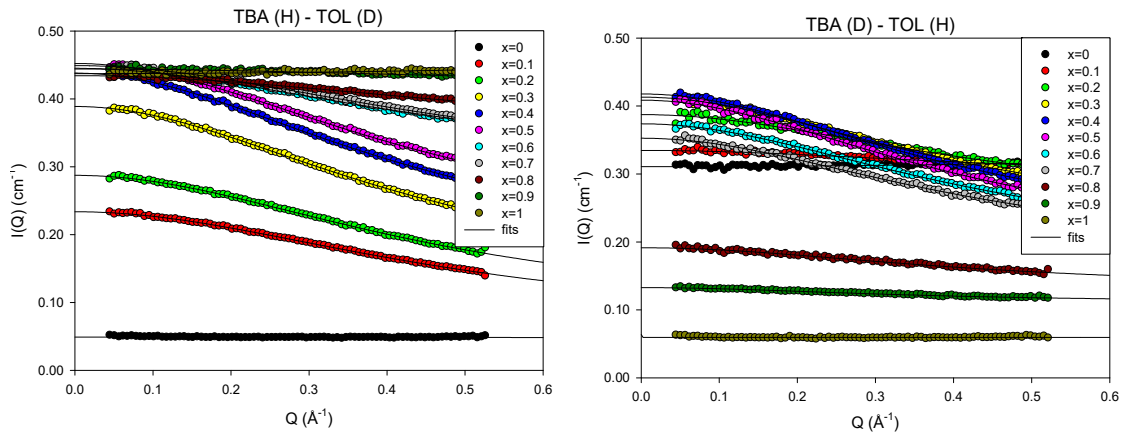 TBA (H) - TOL (D)
I(Q) (cm-1)
0.50
0.40
0.30
0.20
0.10
0.00
0.0 0.1 0.2 0.3 0.4 0.5 0.6
Q (Å-1)
x=0
x=0.1
x=0.2
x=0.3
x=0.4
x=0.5
x=0.6
x=0.7
x=0.8
x=0.9
x=1
fits
TBA (D) - TOL (H)
I(Q) (cm-1)
0.50
0.40
0.30
0.20
0.10
0.00
0.0 0.1 0.2 0.3 0.4 0.5 0.6
Q (Å-1)
x=0
x=0.1
x=0.2
x=0.3
x=0.4
x=0.5
x=0.6
x=0.7
x=0.8
x=0.9
x=1
fits